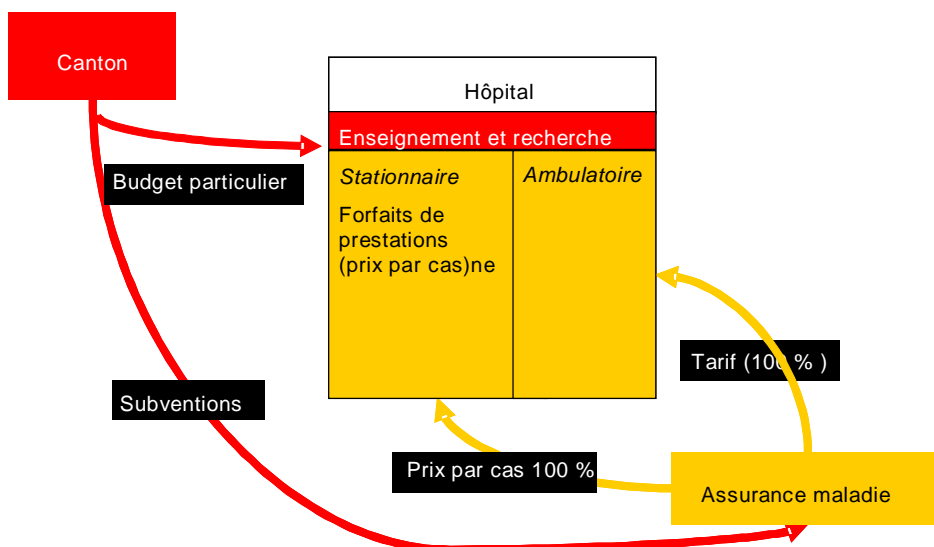 Canton
Hôpital
Enseignement et recherche
Budget particulier
Stationnaire
Ambulatoire
Forfaits de
prestations
(prix par cas)ne
Tarif (100 % )
Subventions
Prix par cas 100 %
Assurance maladie